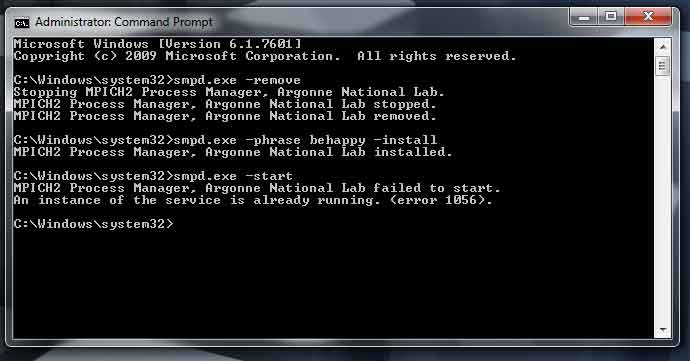 Administrator: Command Prompt
Microsoft Windows [Version 6.1.7601]
Copyright (c) 2009 Microsoft Corporation.  All rights reserved.
C:\Windows\system32>smpd.exe -remove
Stopping MPICH2 Process Manager, Argonne National Lab.
MPICH2 Process Manager, Argonne National Lab stopped.
MPICH2 Process Manager, Argonne National Lab removed.
C:\Windows\system32>smpd.exe -phrase behappy -install
MPICH2 Process Manager, Argonne National Lab installed.
C:\Windows\system32>smpd.exe -start
MPICH2 Process Manager, Argonne National Lab failed to start.
An instance of the service is already running. (error 1056).
C:\Windows\system32>